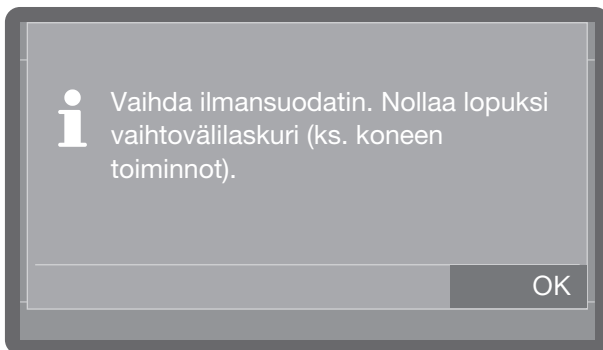 Vaihda ilmansuodatin. Nollaa lopuksi
vaihtovälilaskuri (ks. koneen
toiminnot).
OK